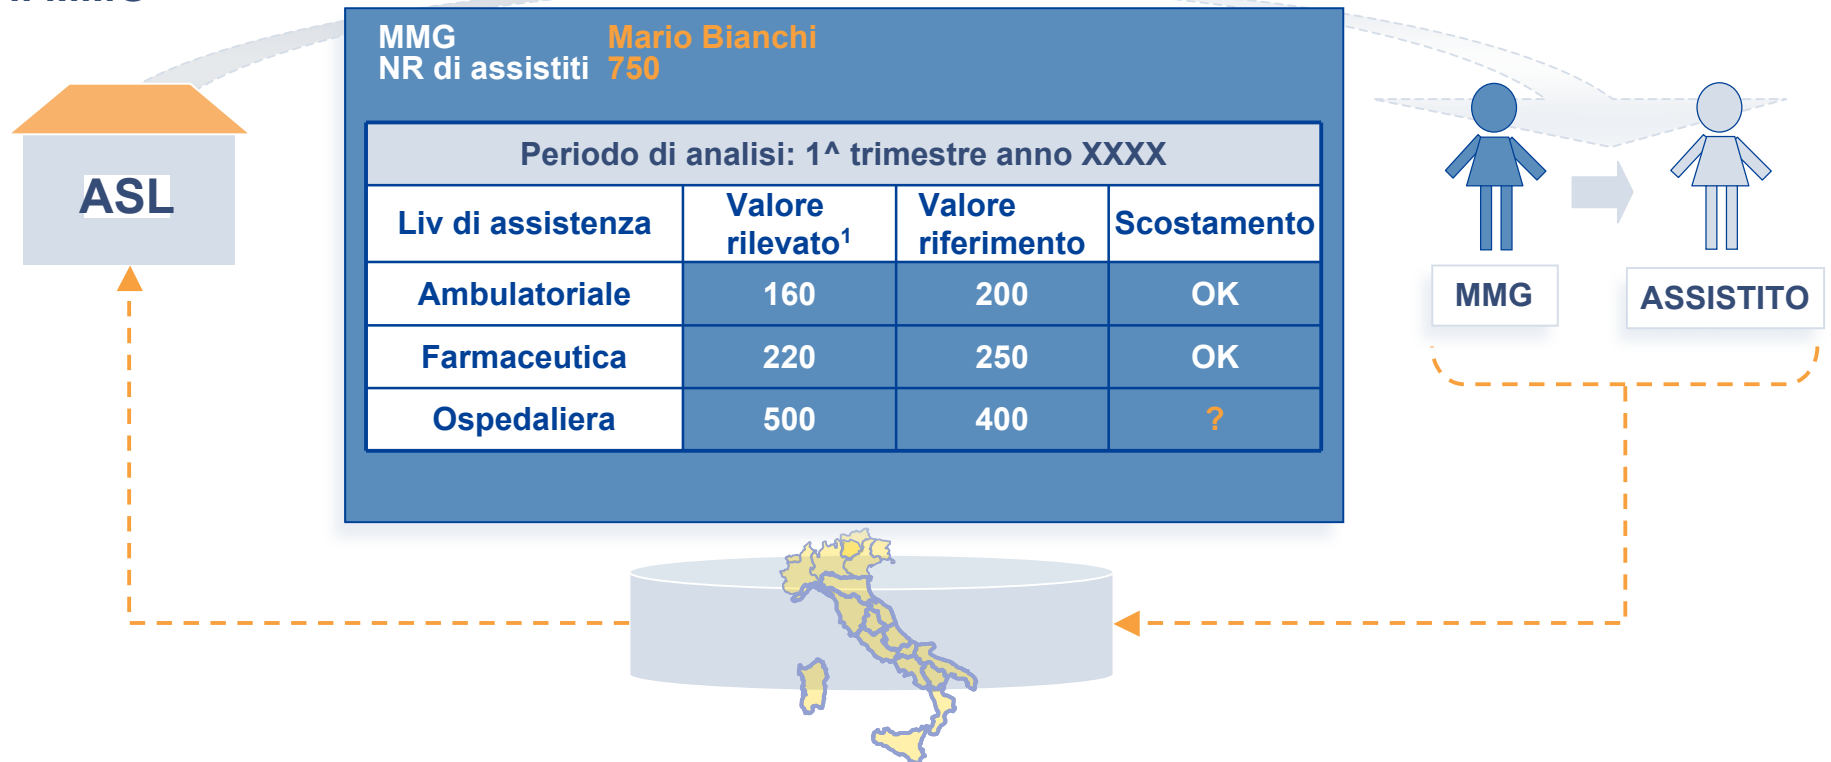 MMG Mario Bianchi
NR di assistiti 750
Periodo di analisi: 1^ trimestre anno XXXX
Liv di assistenza Valore rilevato¹ Valore riferimento Scostamento
Ambulatoriale 160 200 OK
Farmaceutica 220 250 OK
Ospedaliera 500 400 ?
ASL
MMG
ASSISTITO